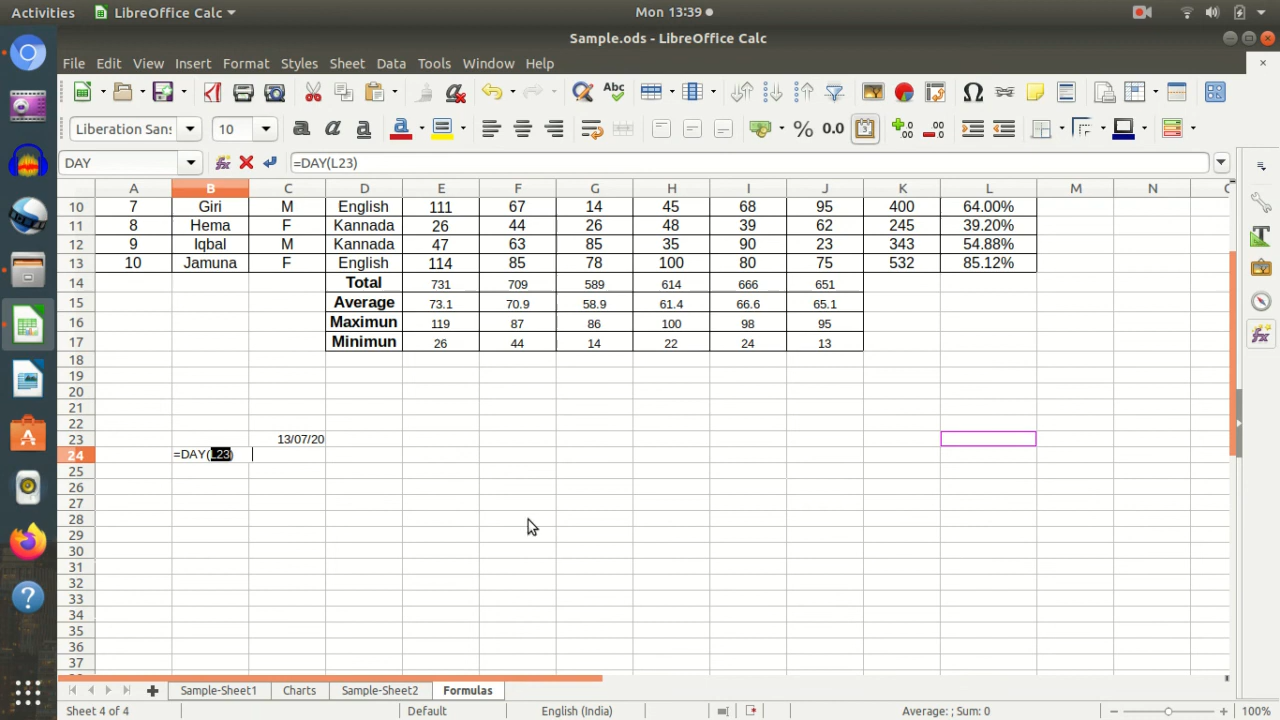 Activities LibreOffice Calc Mon 13:39
Sample.ods - LibreOffice Calc
File Edit View Insert Format Styles Sheet Data Tools Window Help
Liberation Sans 10
DAY =DAY(L23)
A B C D E F G H I J K L M N
10 7 Giri M English 111 67 14 45 68 95 400 64.00%
11 8 Hema F Kannada 26 44 26 48 39 62 245 39.20%
12 9 Iqbal M Kannada 47 63 85 35 90 23 343 54.88%
13 10 Jamuna F English 114 85 78 100 80 75 532 85.12%
14 Total 731 709 589 614 666 651
15 Average 73.1 70.9 58.9 61.4 66.6 65.1
16 Maximun 119 87 86 100 98 95
17 Minimun 26 44 14 22 24 13
18
19
20
21
22
23 13/07/20
24 =DAY(L23)
25
26
27
28
29
30
31
32
33
34
35
36
37
Sample-Sheet1 Charts Sample-Sheet2 Formulas
Sheet 4 of 4 Default English (India) Average: ; Sum: 0 100%